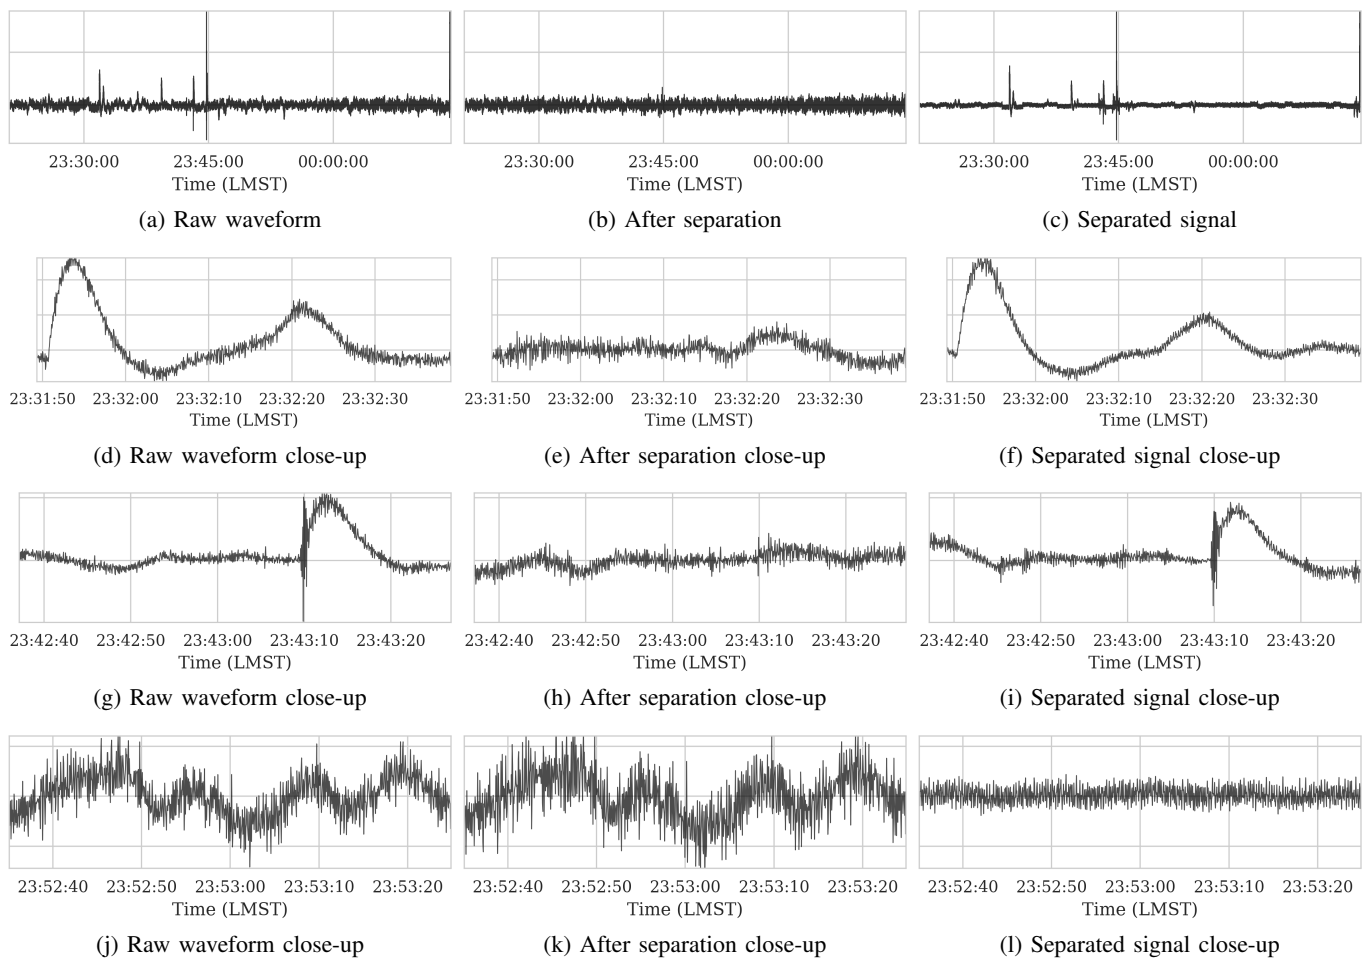 23:30:00 23:45:00 00:00:00 23:30:00 23:45:00 00:00:00 23:30:00 23:45:00 00:00:00
Time (LMST) Time (LMST) Time (LMST)
(a) Raw waveform (b) After separation (c) Separated signal
23:31:50 23:32:00 23:32:10 23:32:20 23:32:30 23:31:50 23:32:00 23:32:10 23:32:20 23:32:30 23:31:50 23:32:00 23:32:10 23:32:20 23:32:30
Time (LMST) Time (LMST) Time (LMST)
(d) Raw waveform close-up (e) After separation close-up (f) Separated signal close-up
23:42:40 23:42:50 23:43:00 23:43:10 23:43:20 23:42:40 23:42:50 23:43:00 23:43:10 23:43:20 23:42:40 23:42:50 23:43:00 23:43:10 23:43:20
Time (LMST) Time (LMST) Time (LMST)
(g) Raw waveform close-up (h) After separation close-up (i) Separated signal close-up
23:52:40 23:52:50 23:53:00 23:53:10 23:53:20 23:52:40 23:52:50 23:53:00 23:53:10 23:53:20 23:52:40 23:52:50 23:53:00 23:53:10 23:53:20
Time (LMST) Time (LMST) Time (LMST)
(j) Raw waveform close-up (k) After separation close-up (l) Separated signal close-up